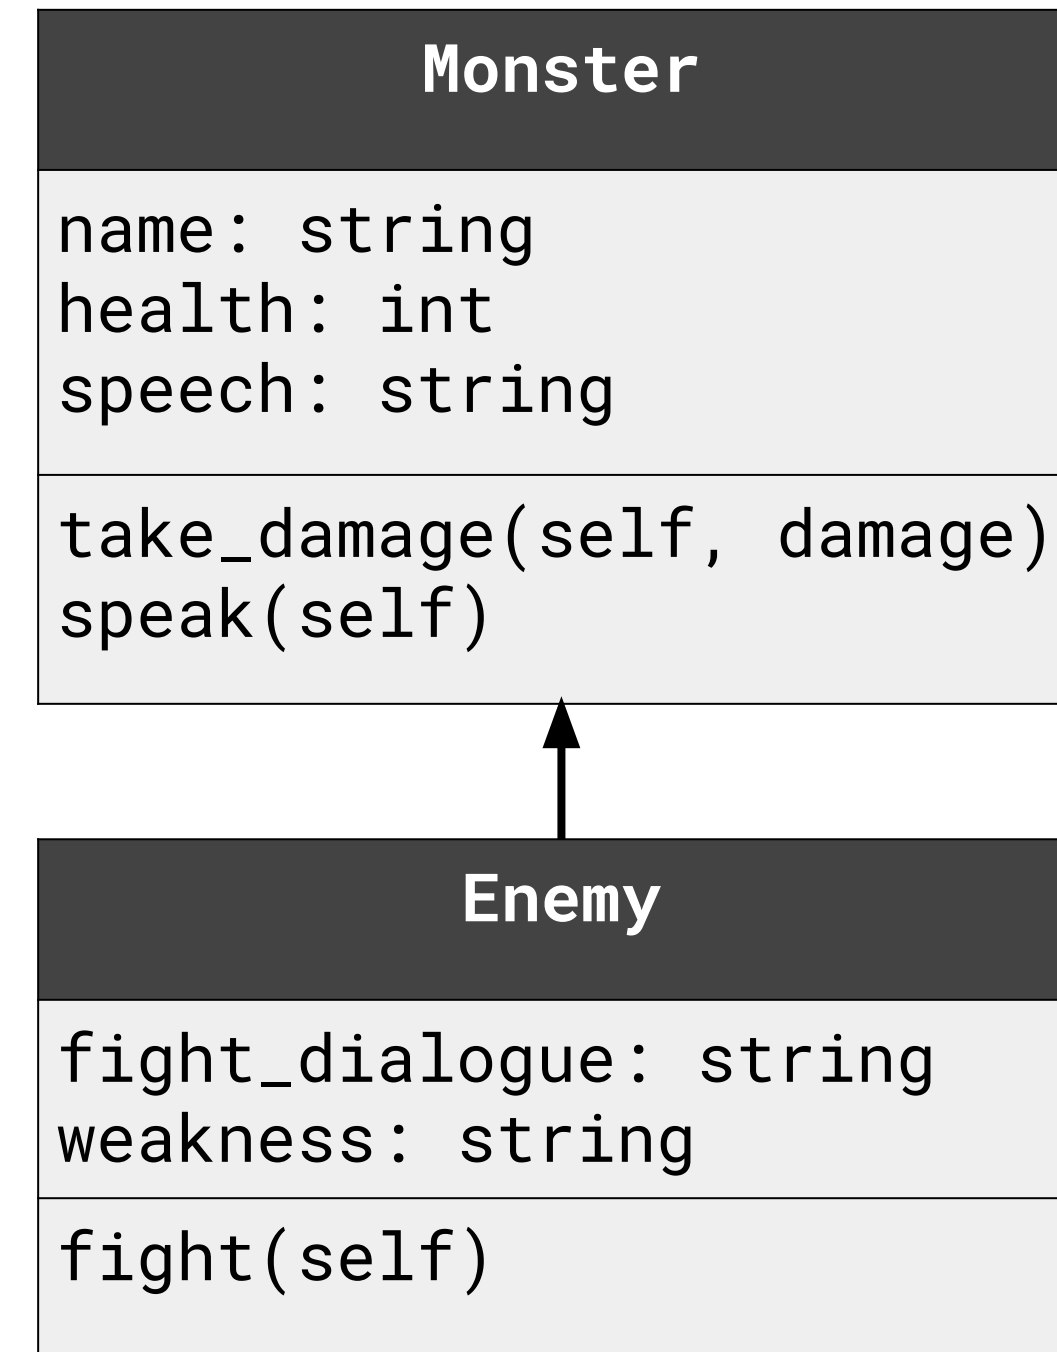 Monster
name: string
health: int
speech: string
take_damage(self, damage)
speak(self)
Enemy
fight_dialogue: string
weakness: string
fight(self)